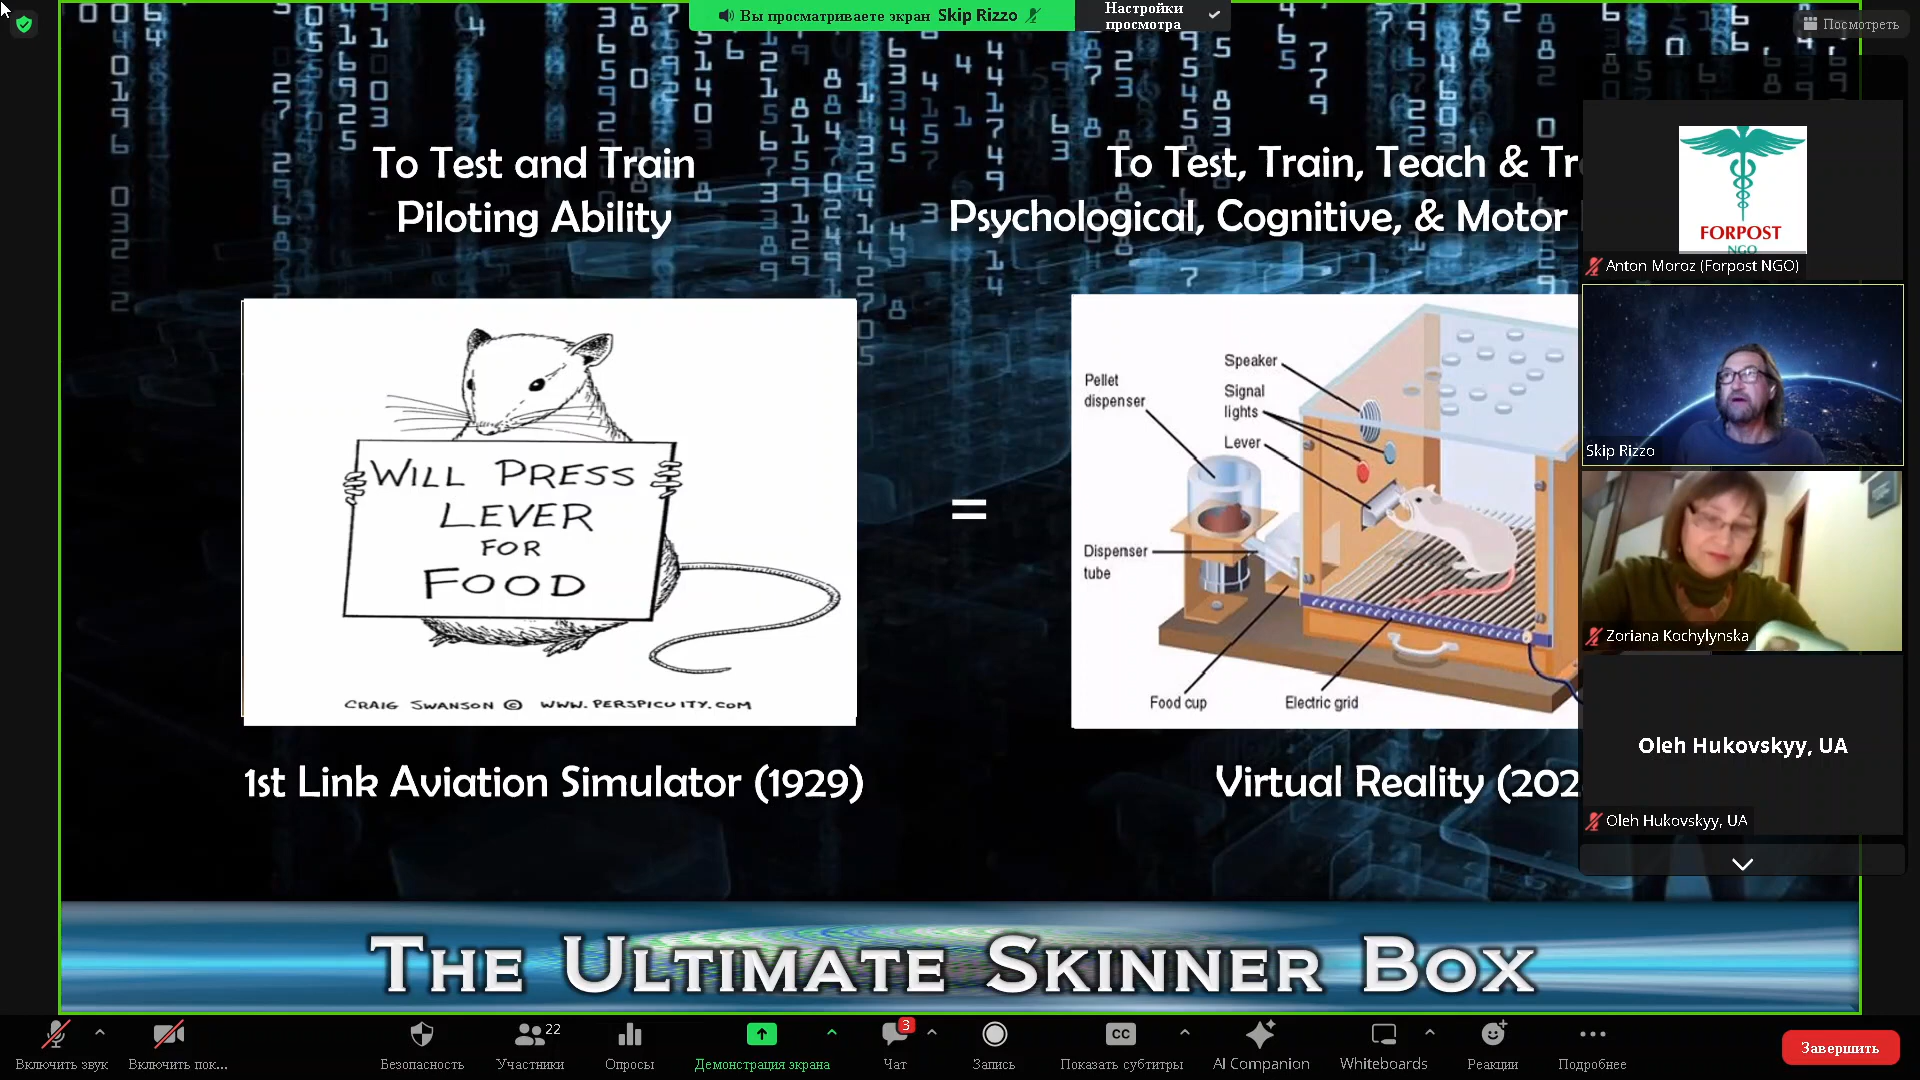 Вы просматриваете экран Skip Rizzo
Настройки
просмотра
Посмотреть
To Test and Train
Piloting Ability
To Test, Train, Teach & Tr
Psychological, Cognitive, & Motor
FORPOST
NGO
Anton Moroz (Forpost NGO)
WILL PRESS
LEVER
FOR
FOOD
CRAIG SWANSON © WWW.PERSPICUITY.COM
=
Speaker
Pellet
dispenser
Signal
lights
Lever
Dispenser
tube
Food cup
Electric grid
Skip Rizzo
Zoriana Kochylynska
Oleh Hukovskyy, UA
Oleh Hukovskyy, UA
1st Link Aviation Simulator (1929)
Virtual Reality (202
THE ULTIMATE SKINNER BOX
Включить звук
Включить пок...
Безопасность
22
Участники
Опросы
Демонстрация экрана
3
Чат
Запись
CC
Показать субтитры
AI Companion
Whiteboards
Реакции
Подробнее
Завершить